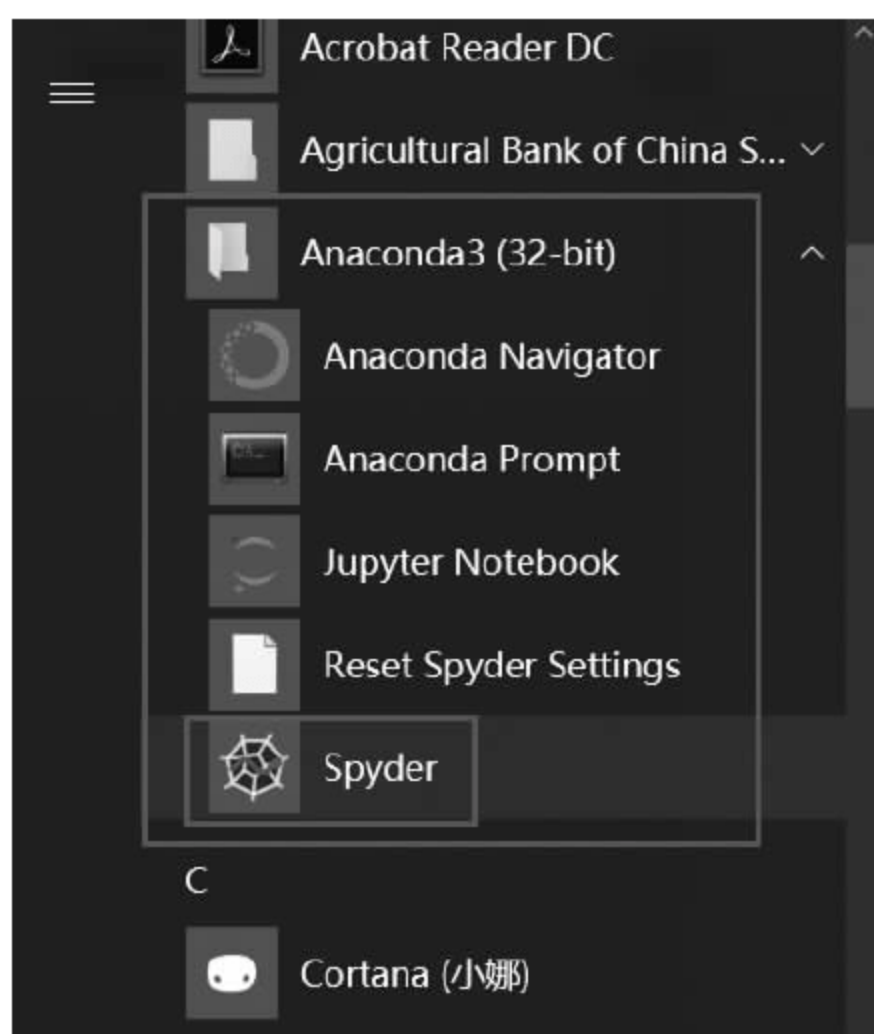 Acrobat Reader DC
Agricultural Bank of China S...
Anaconda3 (32-bit)
Anaconda Navigator
Anaconda Prompt
Jupyter Notebook
Reset Spyder Settings
Spyder
C
Cortana (小娜)